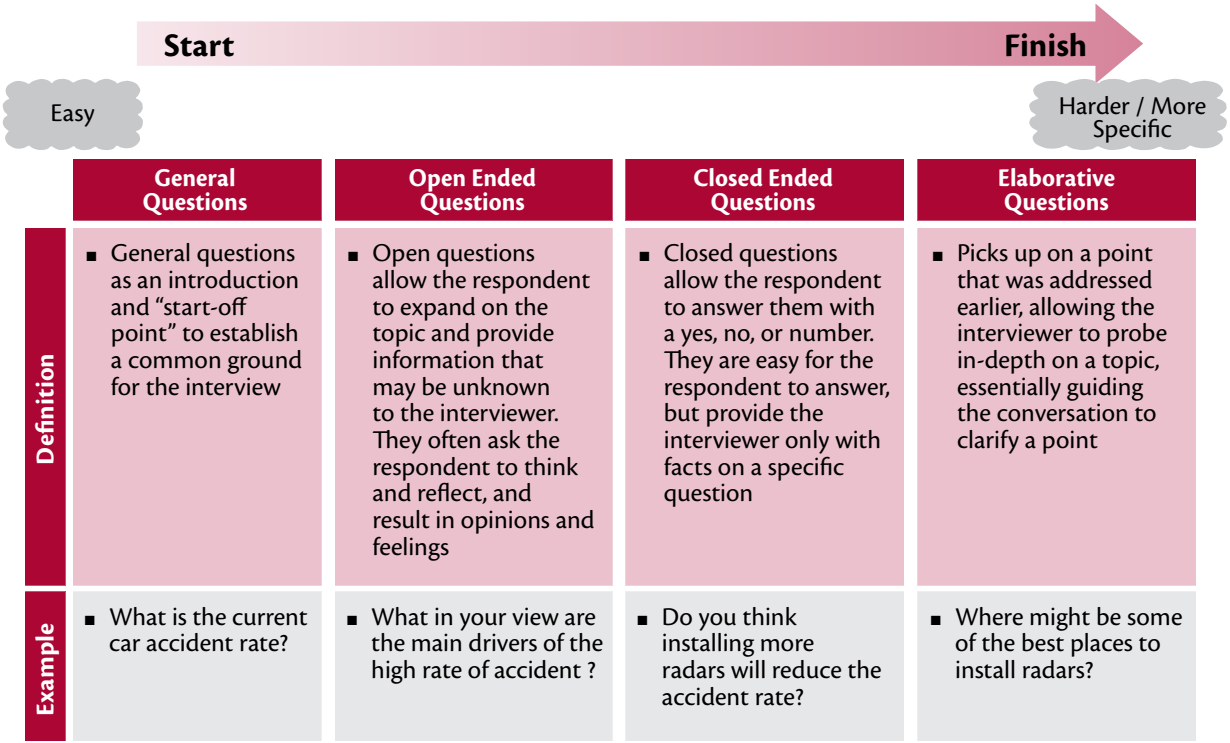 Start
Finish
Easy
Harder / More
Specific
General
Questions
Open Ended
Questions
Closed Ended
Questions
Elaborative
Questions
Definition
▪ General questions
as an introduction
and “start-off
point” to establish
a common ground
for the interview
▪ Open questions
allow the respondent
to expand on the
topic and provide
information that
may be unknown
to the interviewer.
They often ask the
respondent to think
and reflect, and
result in opinions and
feelings
▪ Closed questions
allow the respondent
to answer them with
a yes, no, or number.
They are easy for the
respondent to answer,
but provide the
interviewer only with
facts on a specific
question
▪ Picks up on a point
that was addressed
earlier, allowing the
interviewer to probe
in-depth on a topic,
essentially guiding
the conversation to
clarify a point
Example
▪ What is the current
car accident rate?
▪ What in your view are
the main drivers of the
high rate of accident ?
▪ Do you think
installing more
radars will reduce the
accident rate?
▪ Where might be some
of the best places to
install radars?